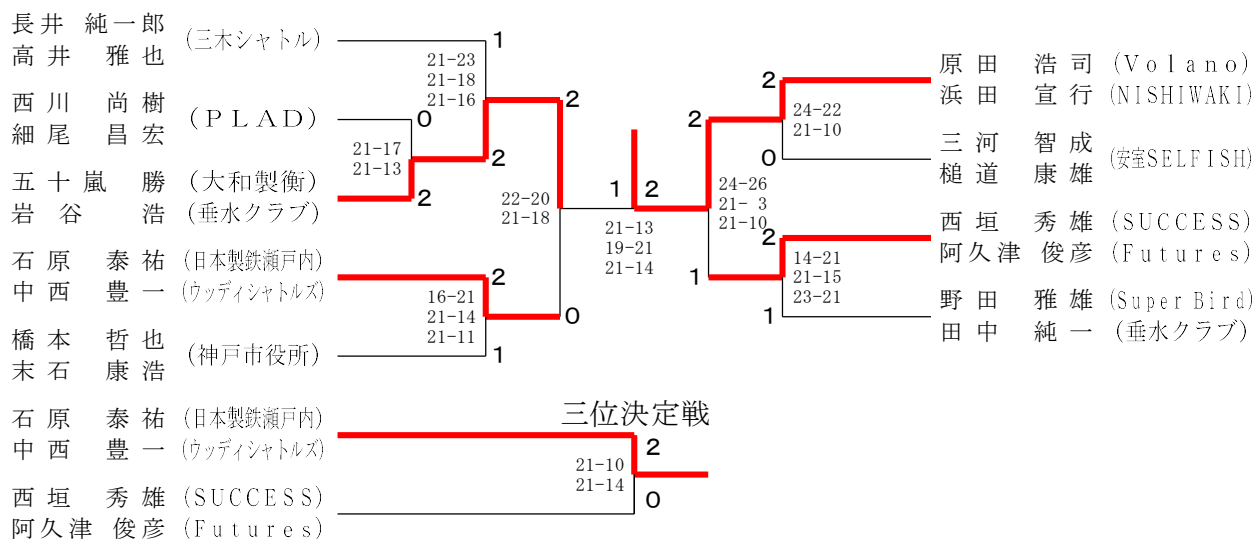 長井 純一郎
(三木シャトル)
高井 雅也
1
21-23
21-18
21-16
西川 尚樹
(PLAD)
細尾 昌宏
0
21-17
21-13
2
五十嵐 勝 (大和製衡)
岩谷 浩 (垂水クラブ)
2
2
22-20
21-18
石原 泰祐 (日本製鉄瀬戸内)
中西 豊一 (ウッディシャトルズ)
2
16-21
21-14
21-11
0
橋本 哲也
(神戸市役所)
末石 康浩
1
1 2
21-13
19-21
21-14
原田 浩司 (Volano)
浜田 宣行 (NISHIWAKI)
2
24-22
21-10
2
三河 智成
(安室SELFISH)
槌道 康雄
0
24-26
21- 3
21-10
西垣 秀雄 (SUCCESS)
阿久津 俊彦 (Futures)
2
14-21
21-15
23-21
1
野田 雅雄 (Super Bird)
田中 純一 (垂水クラブ)
1
三位決定戦
石原 泰祐 (日本製鉄瀬戸内)
中西 豊一 (ウッディシャトルズ)
2
21-10
21-14
西垣 秀雄 (SUCCESS)
阿久津 俊彦 (Futures)
0